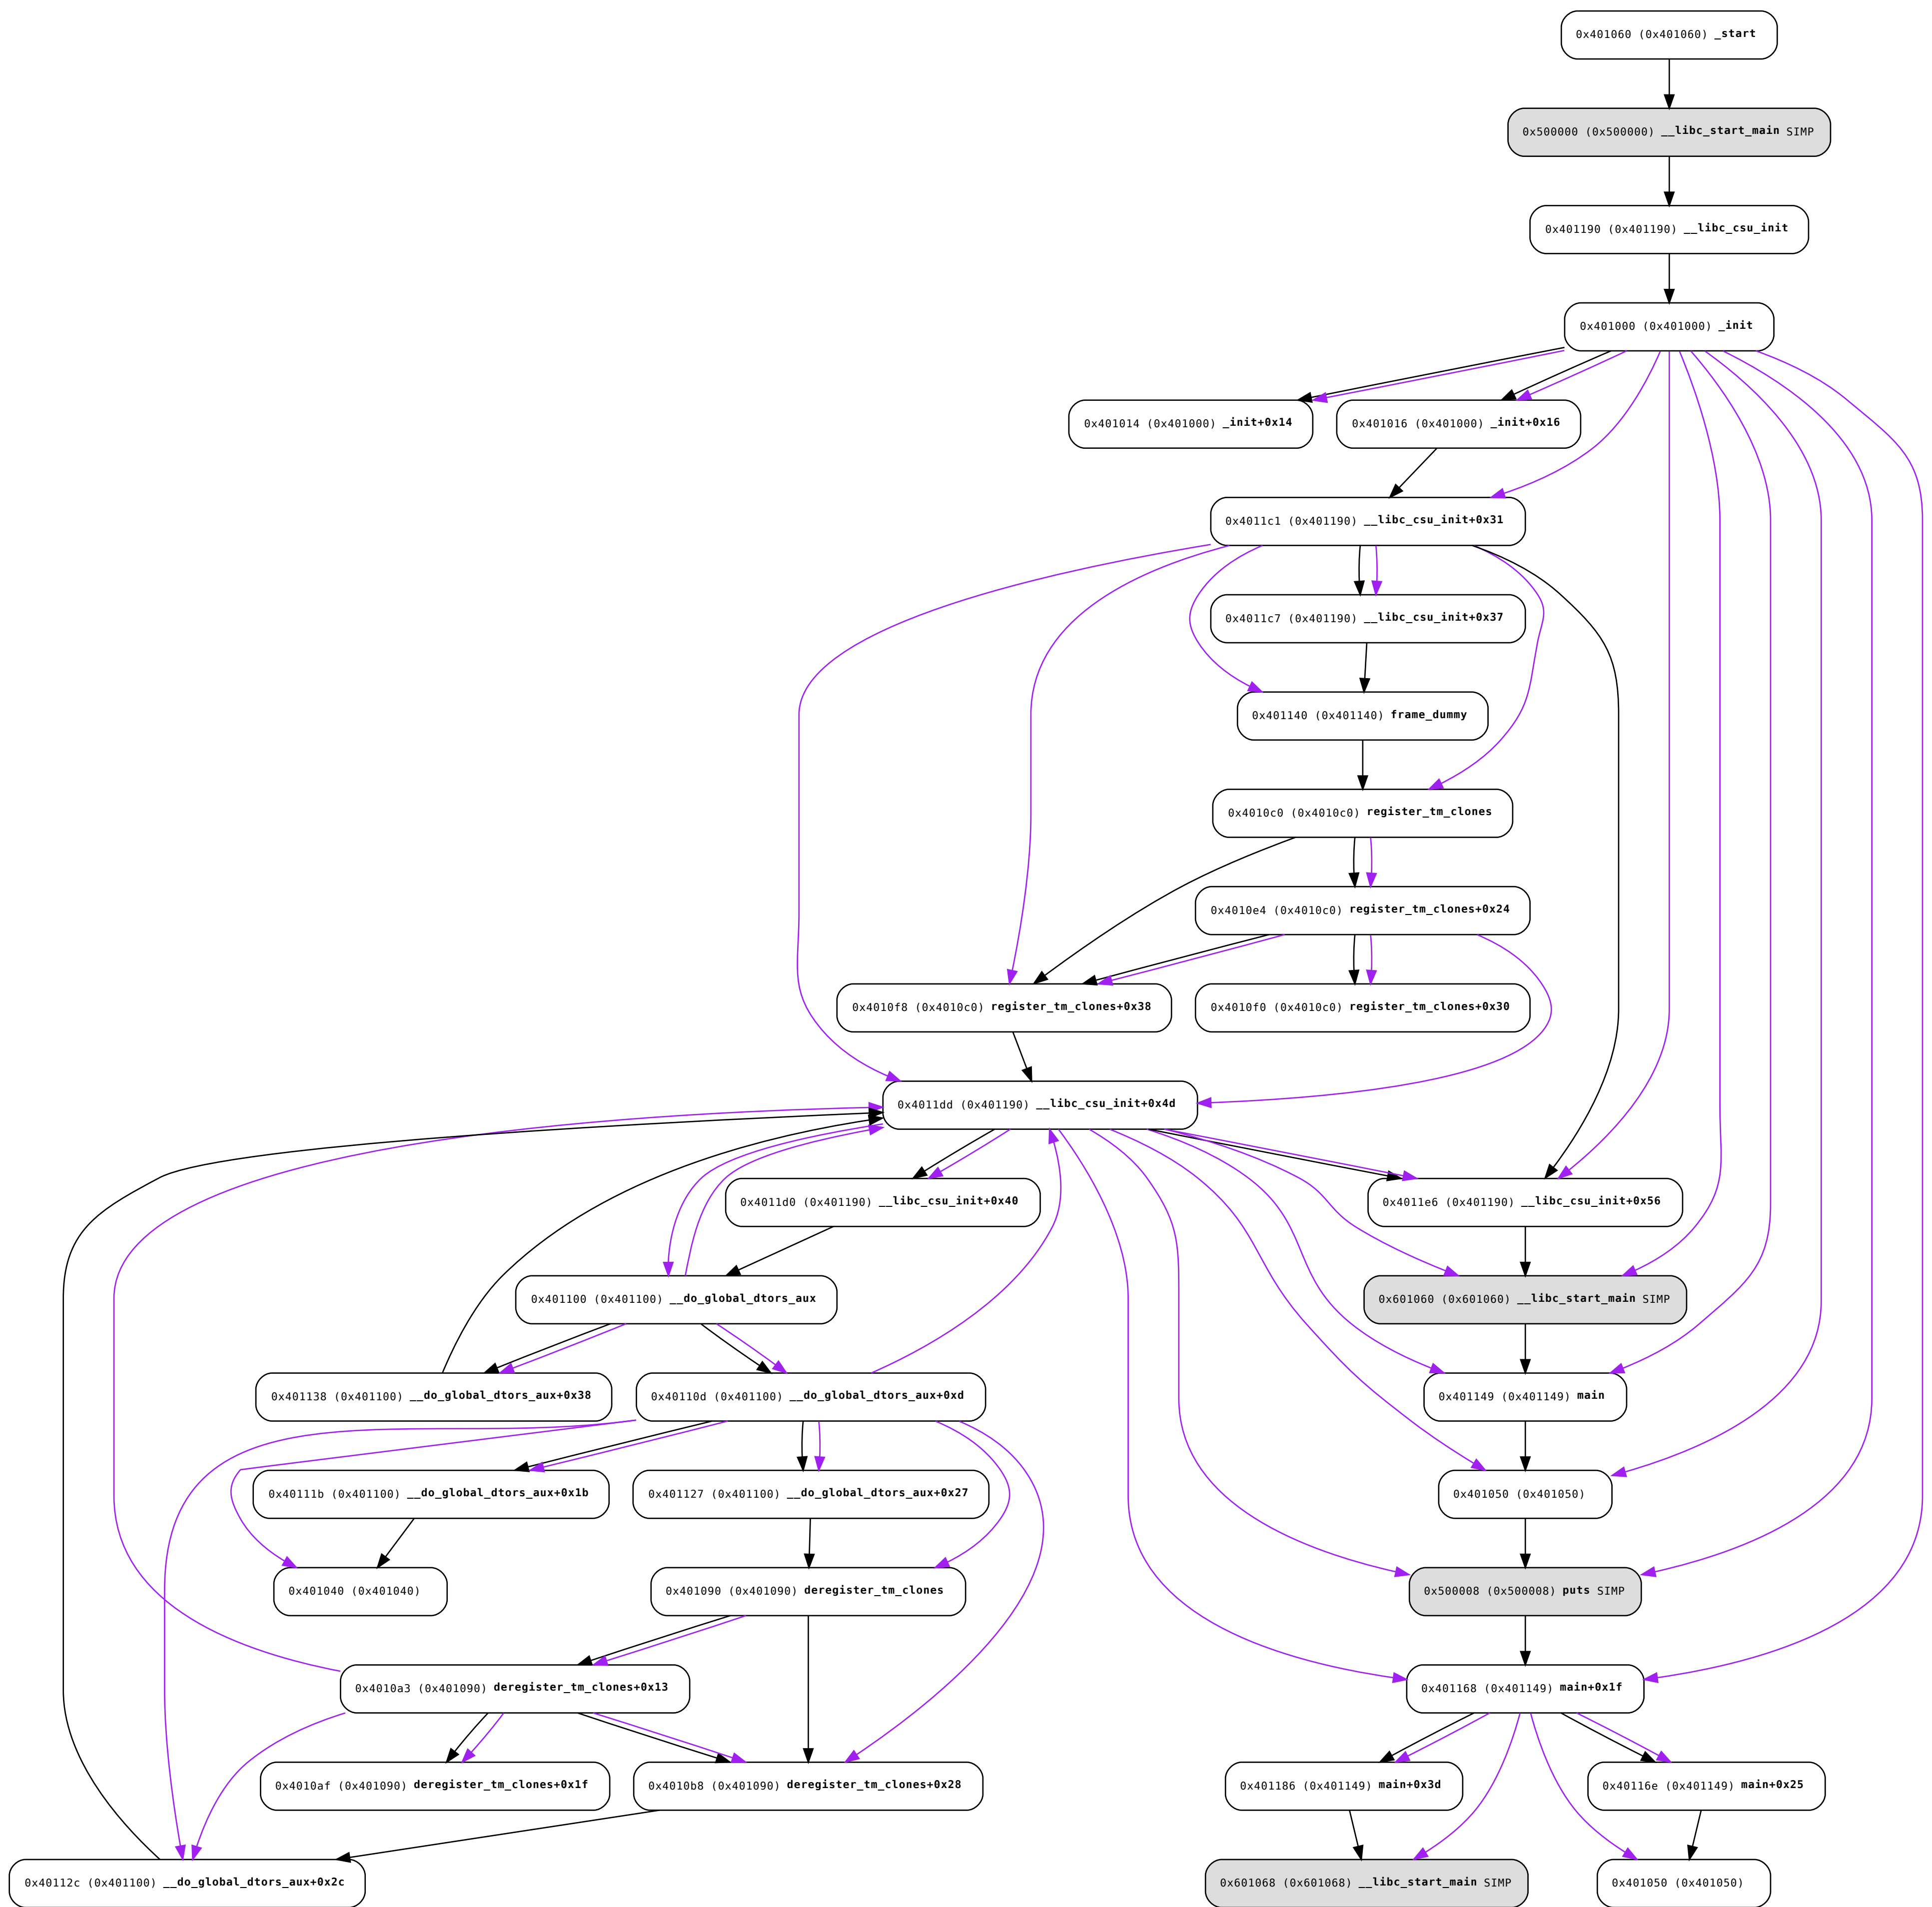 0x401060 (0x401060) _start
0x500000 (0x500000) __libc_start_main SIMP
0x401190 (0x401190) __libc_csu_init
0x401000 (0x401000) _init
0x401014 (0x401000) _init+0x14
0x401016 (0x401000) _init+0x16
0x4011c1 (0x401190) __libc_csu_init+0x31
0x4011c7 (0x401190) __libc_csu_init+0x37
0x401140 (0x401140) frame_dummy
0x4010c0 (0x4010c0) register_tm_clones
0x4010e4 (0x4010c0) register_tm_clones+0x24
0x4010f8 (0x4010c0) register_tm_clones+0x38
0x4010f0 (0x4010c0) register_tm_clones+0x30
0x4011dd (0x401190) __libc_csu_init+0x4d
0x4011d0 (0x401190) __libc_csu_init+0x40
0x4011e6 (0x401190) __libc_csu_init+0x56
0x401100 (0x401100) __do_global_dtors_aux
0x601060 (0x601060) __libc_start_main SIMP
0x401138 (0x401100) __do_global_dtors_aux+0x38
0x40110d (0x401100) __do_global_dtors_aux+0xd
0x401149 (0x401149) main
0x40111b (0x401100) __do_global_dtors_aux+0x1b
0x401127 (0x401100) __do_global_dtors_aux+0x27
0x401050 (0x401050)
0x401040 (0x401040)
0x401090 (0x401090) deregister_tm_clones
0x500008 (0x500008) puts SIMP
0x4010a3 (0x401090) deregister_tm_clones+0x13
0x401168 (0x401149) main+0x1f
0x4010af (0x401090) deregister_tm_clones+0x1f
0x4010b8 (0x401090) deregister_tm_clones+0x28
0x401186 (0x401149) main+0x3d
0x40116e (0x401149) main+0x25
0x40112c (0x401100) __do_global_dtors_aux+0x2c
0x601068 (0x601068) __libc_start_main SIMP
0x401050 (0x401050)